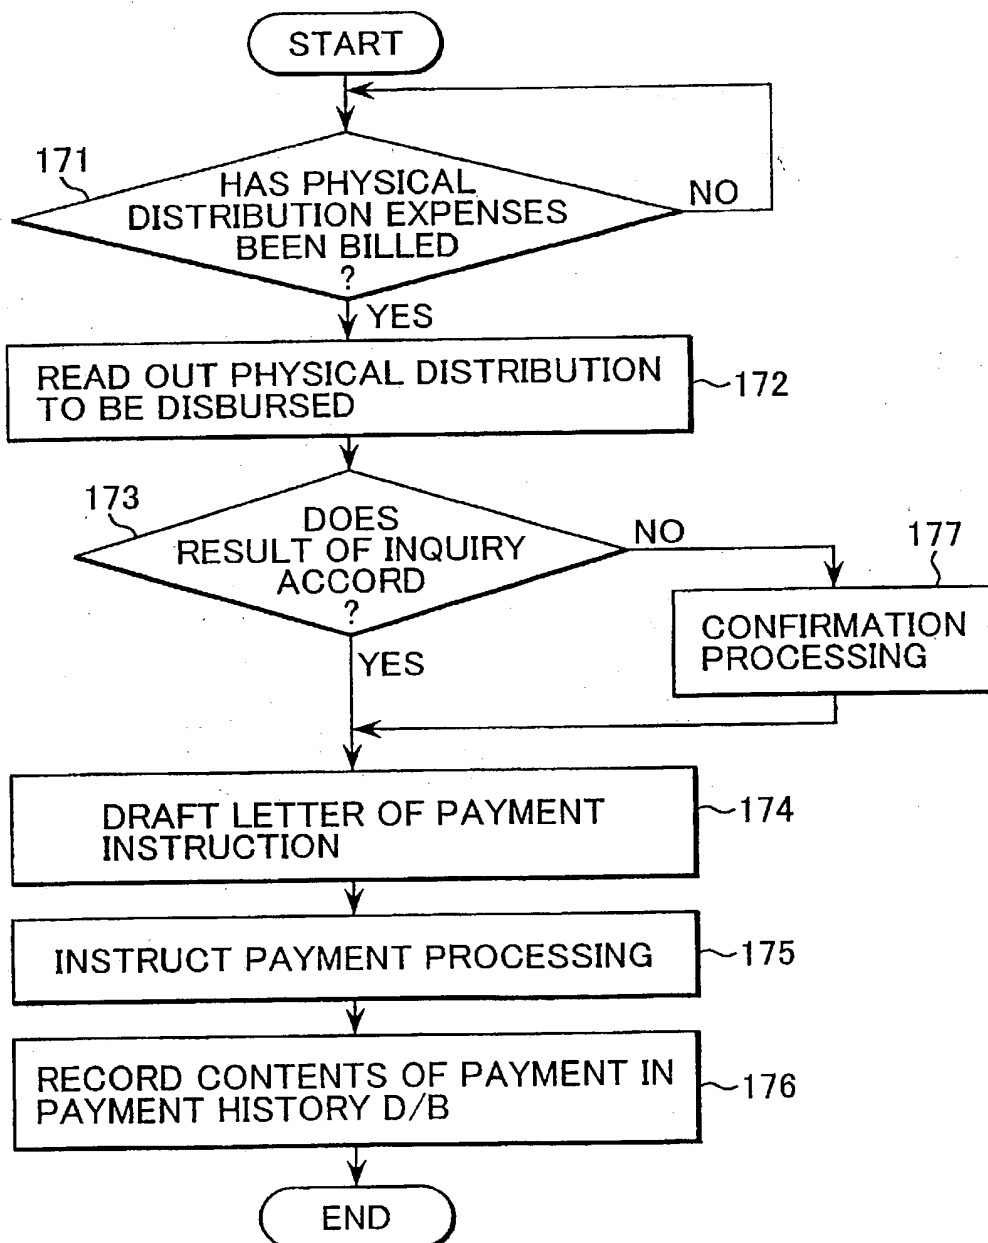 START
171
HAS PHYSICAL
DISTRIBUTION EXPENSES
BEEN BILLED
?
NO
YES
READ OUT PHYSICAL DISTRIBUTION
TO BE DISBURSED
172
173
DOES
RESULT OF INQUIRY
ACCORD
?
NO
YES
177
CONFIRMATION
PROCESSING
DRAFT LETTER OF PAYMENT
INSTRUCTION
174
INSTRUCT PAYMENT PROCESSING
175
RECORD CONTENTS OF PAYMENT IN
PAYMENT HISTORY D/B
176
END